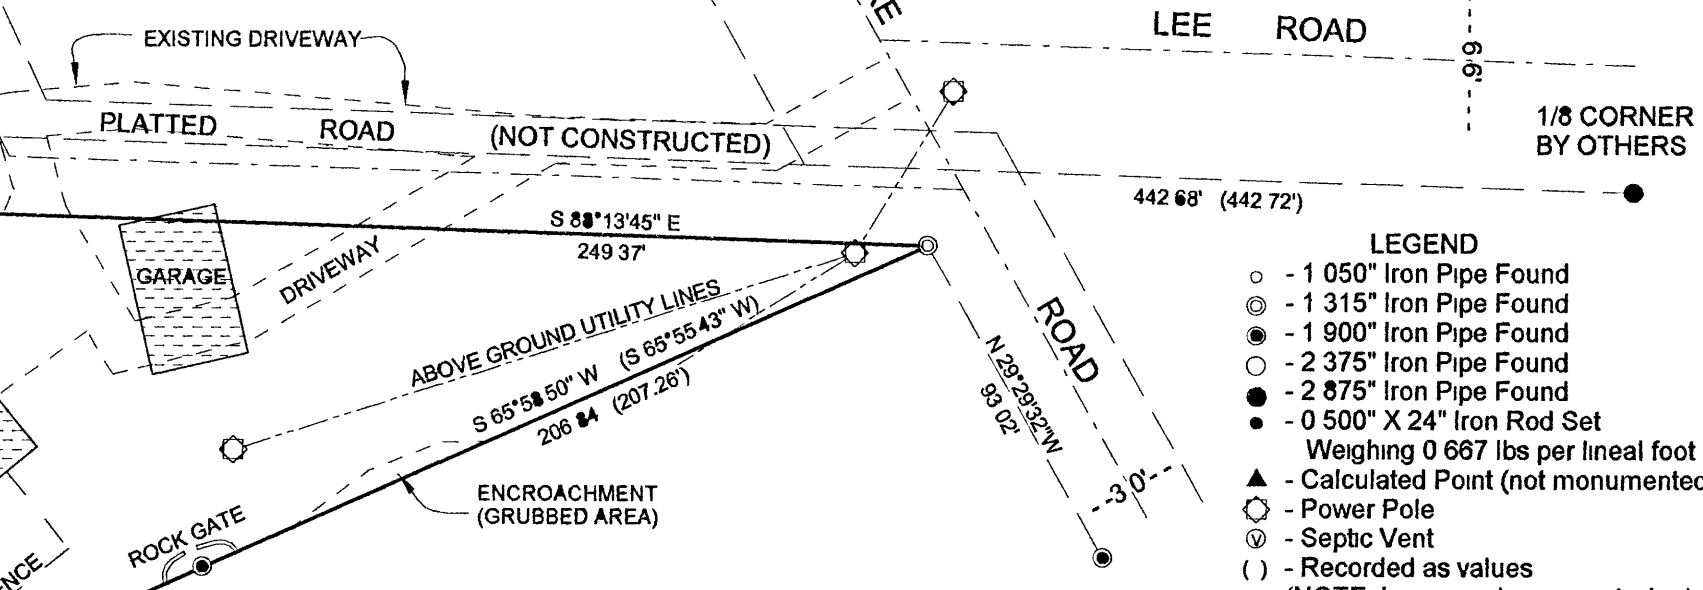 EXISTING DRIVEWAY
LEE ROAD
66'
PLATTED ROAD (NOT CONSTRUCTED)
1/8 CORNER
BY OTHERS
442 68' (442 72')
S 88°13'45" E
249 37'
GARAGE
DRIVEWAY
ABOVE GROUND UTILITY LINES
S 65°58 50" W (S 65°55 43" W)
206 84 (207.26')
ROAD
N 29°29'32"W
93 02'
30'
ENCROACHMENT
(GRUBBED AREA)
ROCK GATE
LEGEND
- 1 050" Iron Pipe Found
- 1 315" Iron Pipe Found
- 1 900" Iron Pipe Found
- 2 375" Iron Pipe Found
- 2 875" Iron Pipe Found
- 0 500" X 24" Iron Rod Set
Weighing 0 667 lbs per lineal foot
- Calculated Point (not monumented
- Power Pole
V - Septic Vent
( ) - Recorded as values